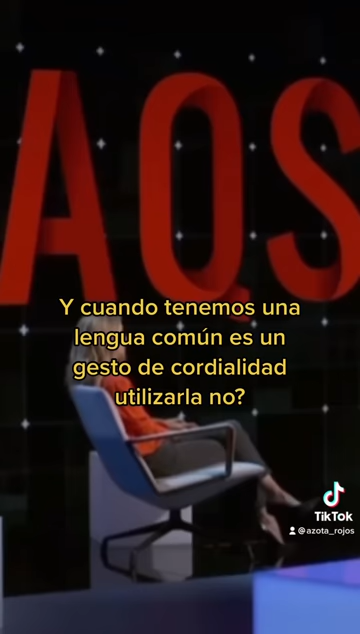 AQS
Y cuando tenemos una
lengua común es un
gesto de cordialidad
utilizarla no?
TikTok
@azota_rojos